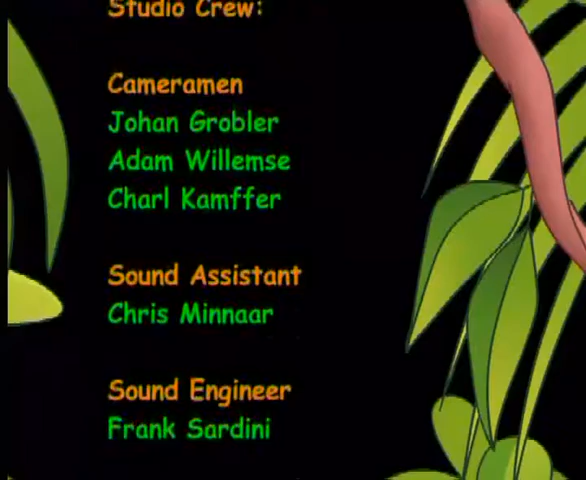 Studio Crew:
Cameramen
Johan Grobler
Adam Willemse
Charl Kamffer
Sound Assistant
Chris Minnaar
Sound Engineer
Frank Sardini